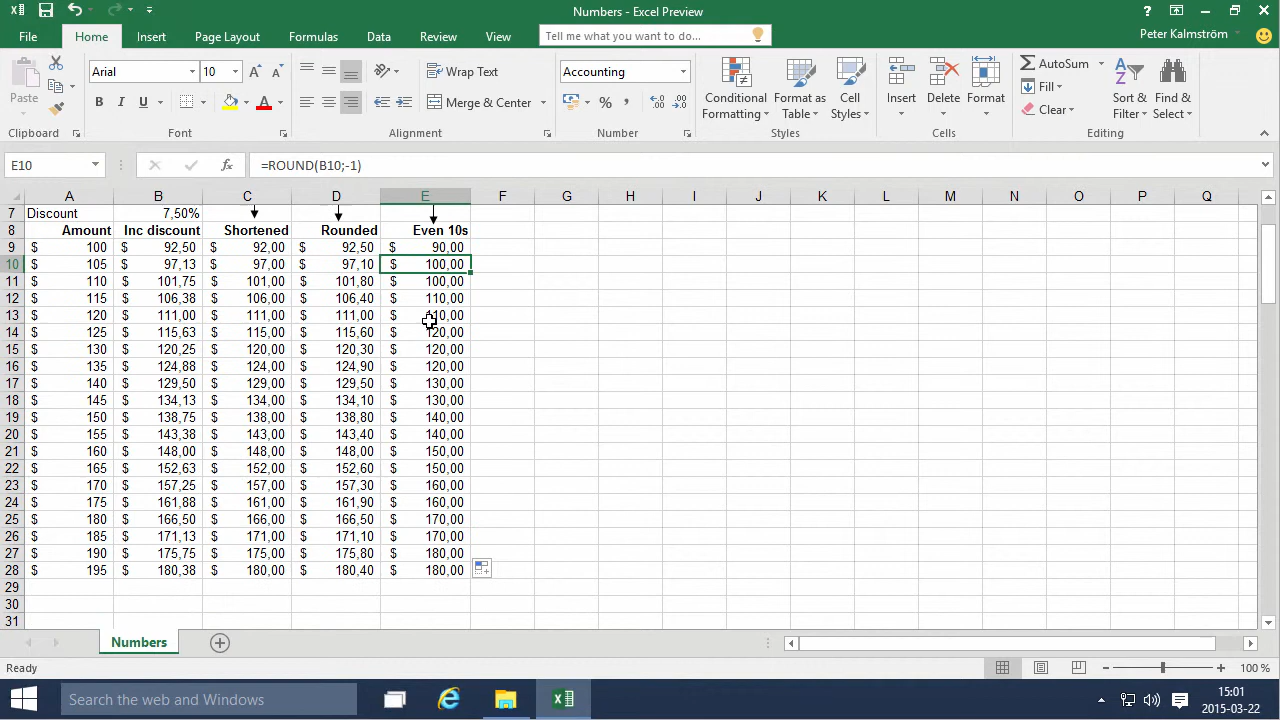 Numbers - Excel Preview
File Home Insert Page Layout Formulas Data Review View Tell me what you want to do... Peter Kalmström
Paste
Clipboard
Arial 10
B I U A
Font
Wrap Text
Merge & Center
Alignment
Accounting
%
Number
Conditional Formatting
Format as Table
Cell Styles
Styles
Insert
Delete
Format
Cells
AutoSum
Fill
Clear
Sort & Filter
Find & Select
Editing
E10 fx =ROUND(B10;-1)
A B C D E F G H I J K L M N O P Q
7 Discount 7,50%
8 Amount Inc discount Shortened Rounded Even 10s
9 $ 100 $ 92,50 $ 92,00 $ 92,50 $ 90,00
10 $ 105 $ 97,13 $ 97,00 $ 97,10 $ 100,00
11 $ 110 $ 101,75 $ 101,00 $ 101,80 $ 100,00
12 $ 115 $ 106,38 $ 106,00 $ 106,40 $ 110,00
13 $ 120 $ 111,00 $ 111,00 $ 111,00 $ 110,00
14 $ 125 $ 115,63 $ 115,00 $ 115,60 $ 120,00
15 $ 130 $ 120,25 $ 120,00 $ 120,30 $ 120,00
16 $ 135 $ 124,88 $ 124,00 $ 124,90 $ 120,00
17 $ 140 $ 129,50 $ 129,00 $ 129,50 $ 130,00
18 $ 145 $ 134,13 $ 134,00 $ 134,10 $ 130,00
19 $ 150 $ 138,75 $ 138,00 $ 138,80 $ 140,00
20 $ 155 $ 143,38 $ 143,00 $ 143,40 $ 140,00
21 $ 160 $ 148,00 $ 148,00 $ 148,00 $ 150,00
22 $ 165 $ 152,63 $ 152,00 $ 152,60 $ 150,00
23 $ 170 $ 157,25 $ 157,00 $ 157,30 $ 160,00
24 $ 175 $ 161,88 $ 161,00 $ 161,90 $ 160,00
25 $ 180 $ 166,50 $ 166,00 $ 166,50 $ 170,00
26 $ 185 $ 171,13 $ 171,00 $ 171,10 $ 170,00
27 $ 190 $ 175,75 $ 175,00 $ 175,80 $ 180,00
28 $ 195 $ 180,38 $ 180,00 $ 180,40 $ 180,00
29
30
31
Numbers
Ready 100 %
Search the web and Windows
15:01
2015-03-22